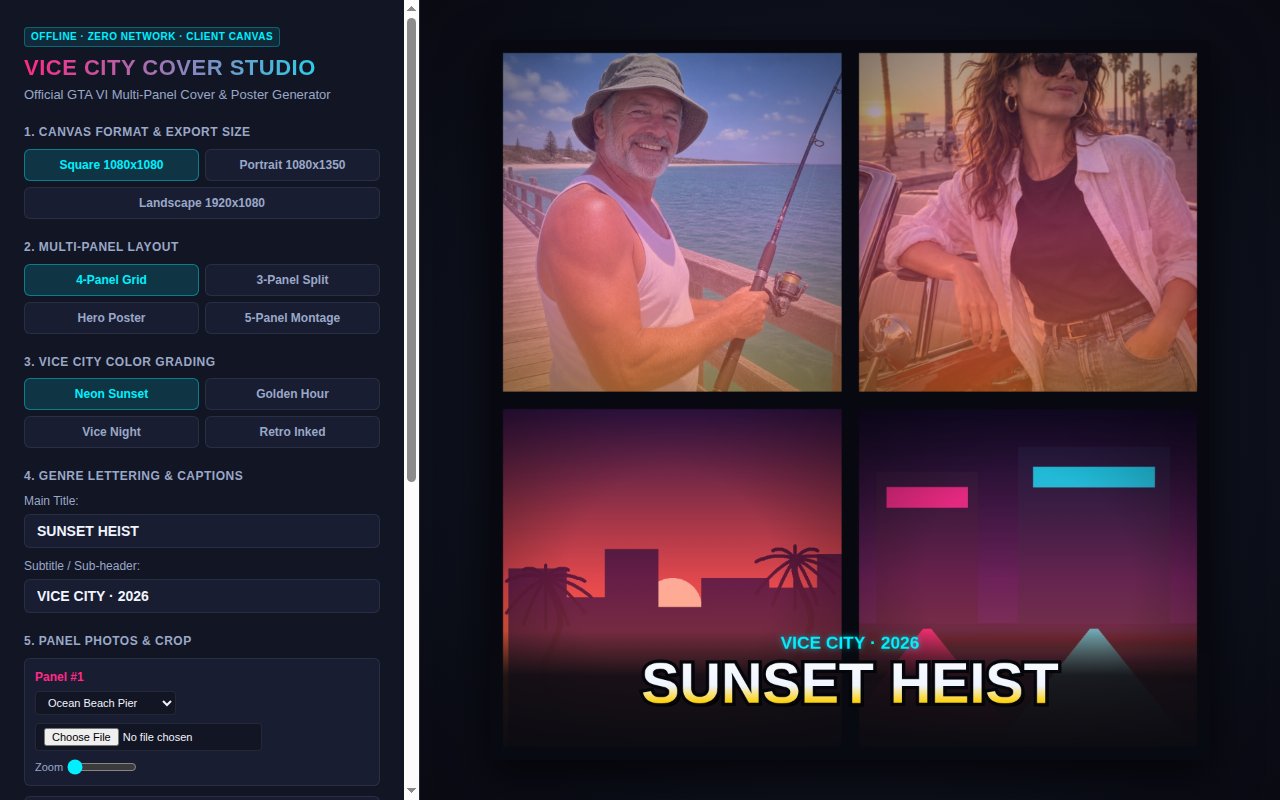 OFFLINE · ZERO NETWORK · CLIENT CANVAS
VICE CITY COVER STUDIO
Official GTA VI Multi-Panel Cover & Poster Generator
1. CANVAS FORMAT & EXPORT SIZE
Square 1080x1080
Portrait 1080x1350
Landscape 1920x1080
2. MULTI-PANEL LAYOUT
4-Panel Grid
3-Panel Split
Hero Poster
5-Panel Montage
3. VICE CITY COLOR GRADING
Neon Sunset
Golden Hour
Vice Night
Retro Inked
4. GENRE LETTERING & CAPTIONS
Main Title:
SUNSET HEIST
Subtitle / Sub-header:
VICE CITY · 2026
5. PANEL PHOTOS & CROP
Panel #1
Ocean Beach Pier
Choose File No file chosen
Zoom
VICE CITY · 2026
SUNSET HEIST